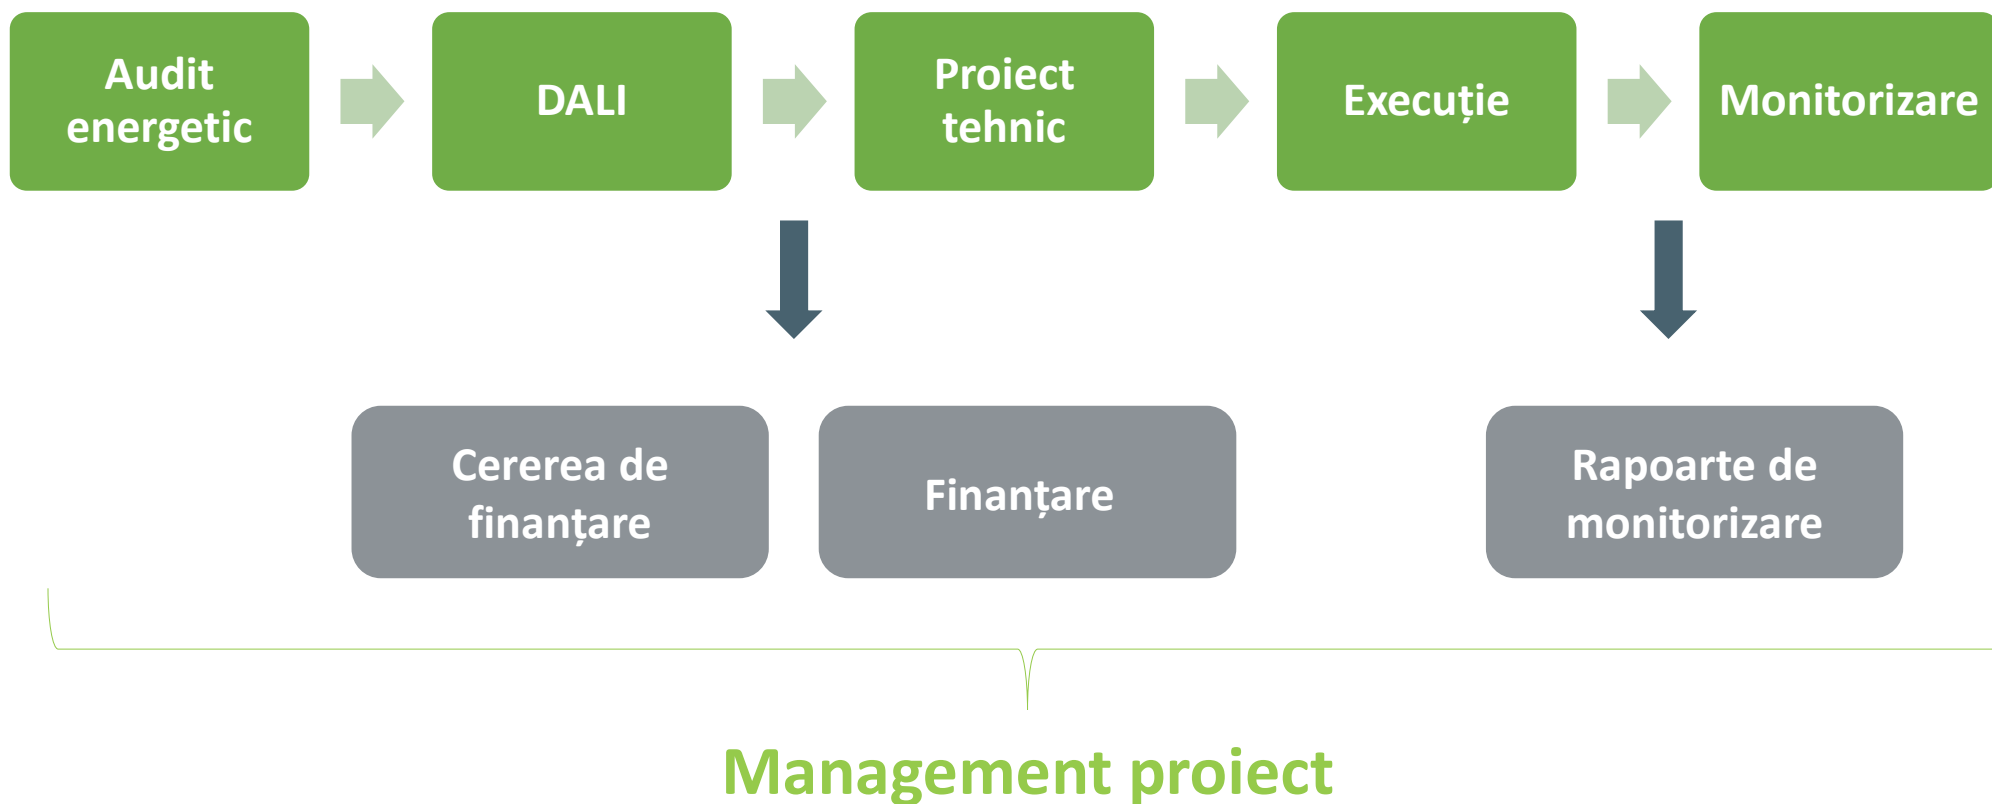 Audit
energetic
DALI
Proiect
tehnic
Execuție
Monitorizare
Cererea de
finanțare
Finanțare
Rapoarte de
monitorizare
Management proiect